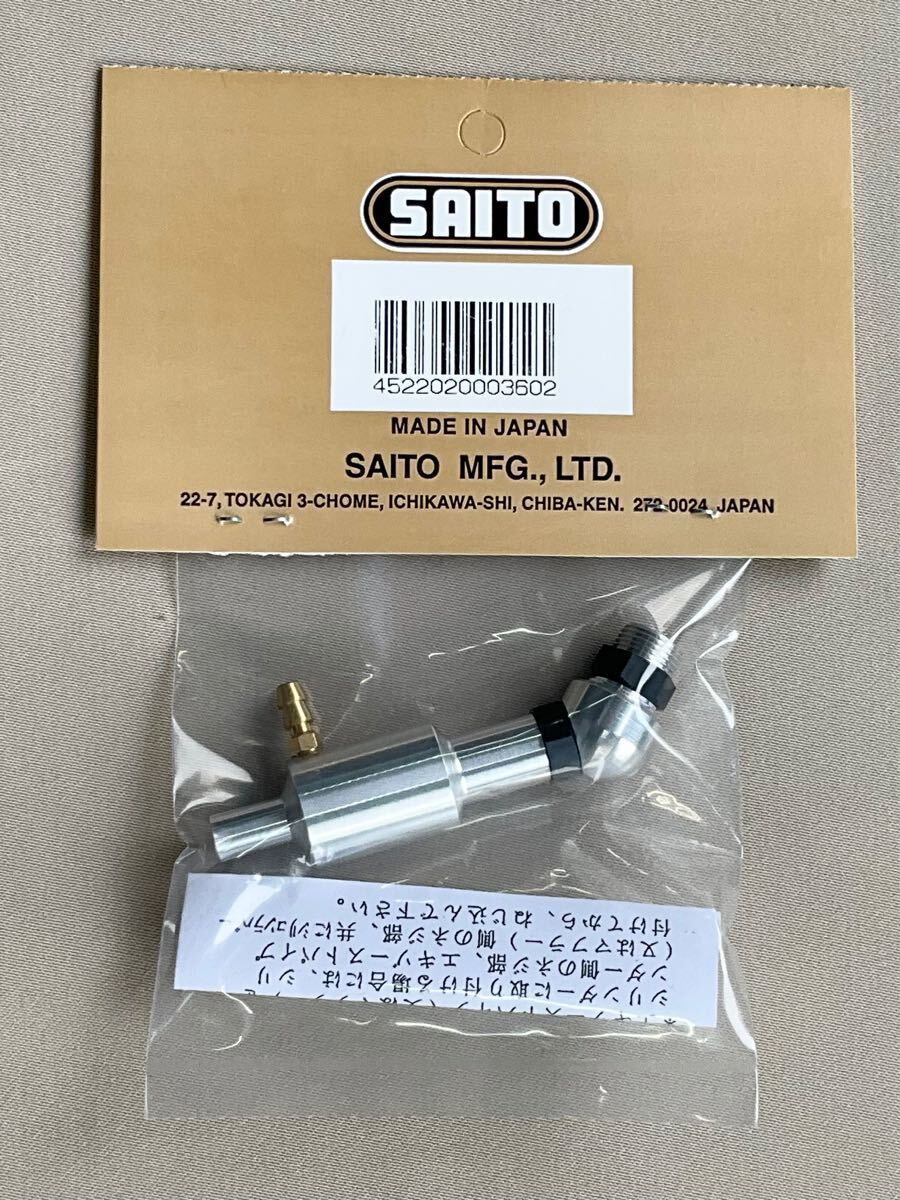 SAITO
4522020003602
MADE IN JAPAN
SAITO MFG., LTD.
22-7, TOKAGI 3-CHOME, ICHIKAWA-SHI, CHIBA-KEN. 272-0024, JAPAN
シリンダーに取り付ける場合には、シリ
ンダー側のネジ部、エキゾーストパイプ
(又はマフラー)側のネジ部、共にシリコンラバー
付けてから、ねじ込んで下さい。